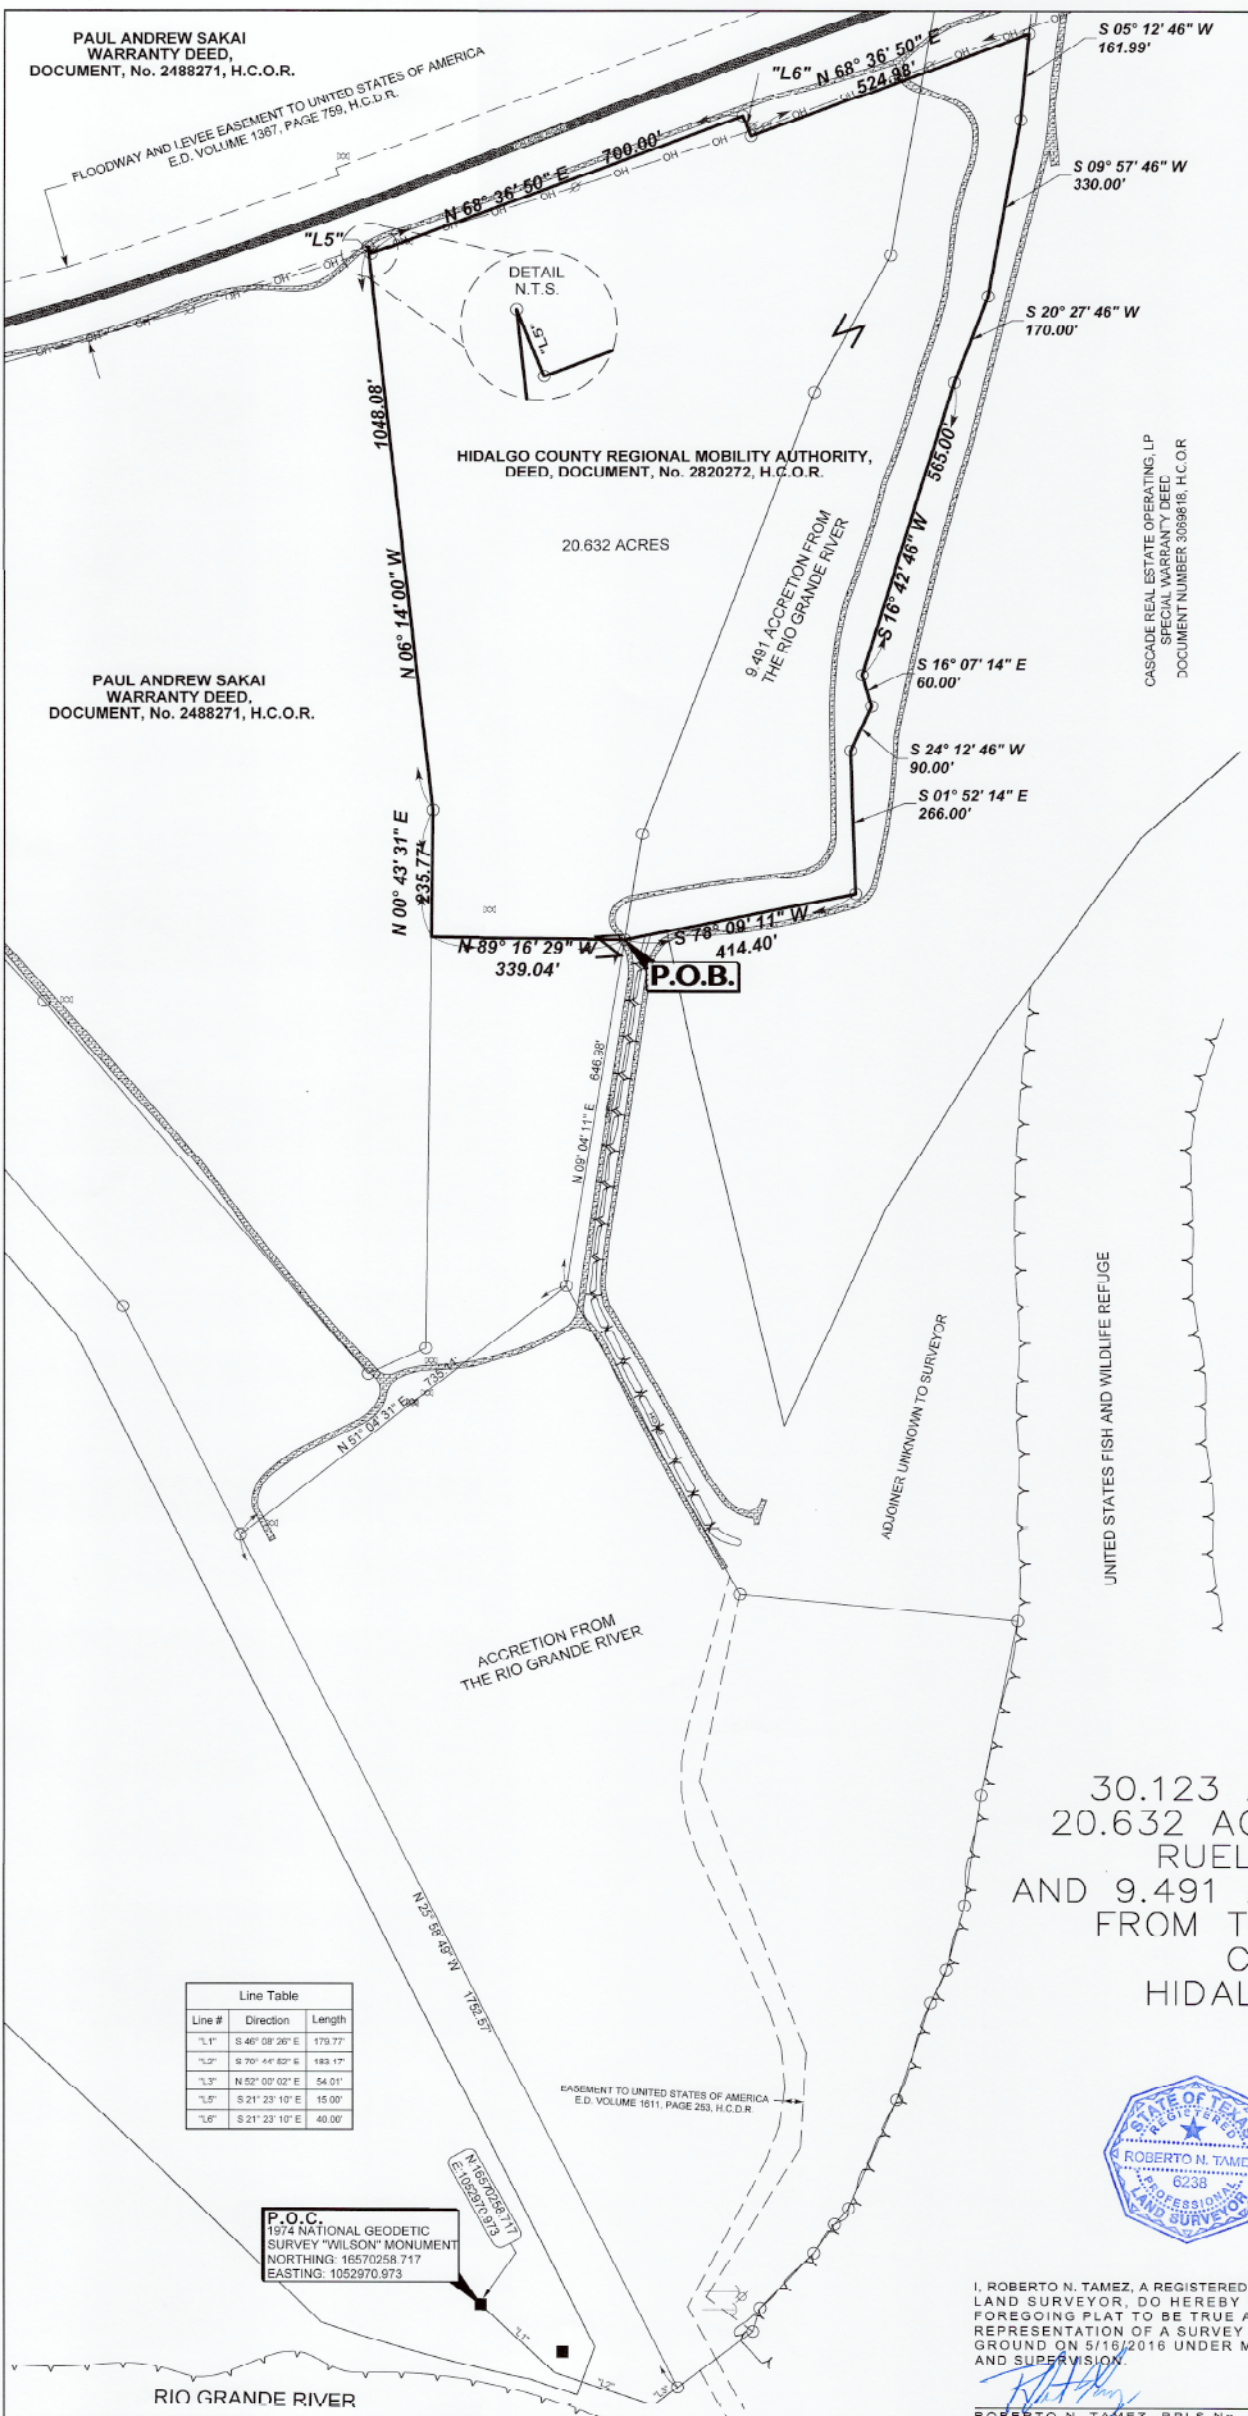 PAUL ANDREW SAKAI
WARRANTY DEED,
DOCUMENT, No. 2488271, H.C.O.R.
FLOODWAY AND LEVEE EASEMENT TO UNITED STATES OF AMERICA
E.D. VOLUME 1367, PAGE 759, H.C.D.R.
"L6"
N 68° 36' 50" E
524.98'
S 05° 12' 46" W
161.99'
N 68° 36' 50" E 700.00'
"L5"
S 09° 57' 46" W
330.00'
DETAIL
N.T.S.
"L5"
S 20° 27' 46" W
170.00'
N 06° 14' 00" W 1048.08'
HIDALGO COUNTY REGIONAL MOBILITY AUTHORITY,
DEED, DOCUMENT, No. 2820272, H.C.O.R.
20.632 ACRES
9.491 ACCRETION FROM
THE RIO GRANDE RIVER
S 16° 42' 46" W 565.00'
CASCADE REAL ESTATE OPERATING, LP
SPECIAL WARRANTY DEED
DOCUMENT NUMBER 3069818, H.C.O.R
PAUL ANDREW SAKAI
WARRANTY DEED,
DOCUMENT, No. 2488271, H.C.O.R.
S 16° 07' 14" E
60.00'
S 24° 12' 46" W
90.00'
S 01° 52' 14" E
266.00'
N 00° 43' 31" E
235.77'
N 89° 16' 29" W
339.04'
S 78° 09' 11" W
414.40'
P.O.B.
N 09° 04' 11" E 646.98'
N 51° 04' 31" E
ADJOINER UNKNOWN TO SURVEYOR
UNITED STATES FISH AND WILDLIFE REFUGE
ACCRETION FROM
THE RIO GRANDE RIVER
30.123
20.632 AC
RUEL
AND 9.491
FROM T
C
HIDAL
N 25° 58' 49" W 1752.57'
Line Table
Line # Direction Length
"L1" S 46° 08' 26" E 179.77'
"L2" S 70° 44' 52" E 183.17'
"L3" N 52° 00' 02" E 54.01'
"L5" S 21° 23' 10" E 15.00'
"L6" S 21° 23' 10" E 40.00'
EASEMENT TO UNITED STATES OF AMERICA
E.D. VOLUME 1611, PAGE 253, H.C.D.R.
STATE OF TEXAS
REGISTERED
ROBERTO N. TAME
6238
PROFESSIONAL
LAND SURVEYOR
N:16570258.717
E:1052970.973
P.O.C.
1974 NATIONAL GEODETIC
SURVEY "WILSON" MONUMENT
NORTHING: 16570258.717
EASTING: 1052970.973
"L1"
"L2"
"L3"
RIO GRANDE RIVER
I, ROBERTO N. TAMEZ, A REGISTERED
LAND SURVEYOR, DO HEREBY
FOREGOING PLAT TO BE TRUE A
REPRESENTATION OF A SURVEY
GROUND ON 5/16/2016 UNDER M
AND SUPERVISION.
ROBERTO N. TAMEZ, RPLS No.